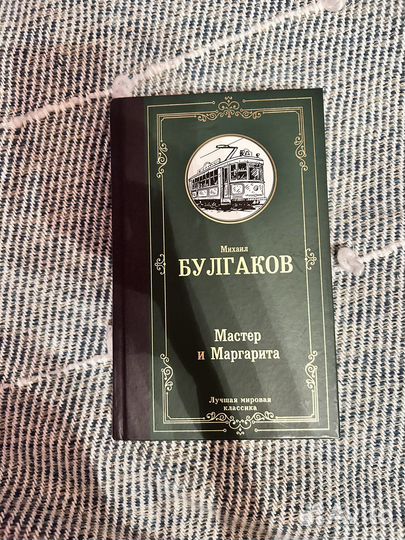 Михаил
БУЛГАКОВ
Мастер
и Маргарита
Лучшая мировая
классика